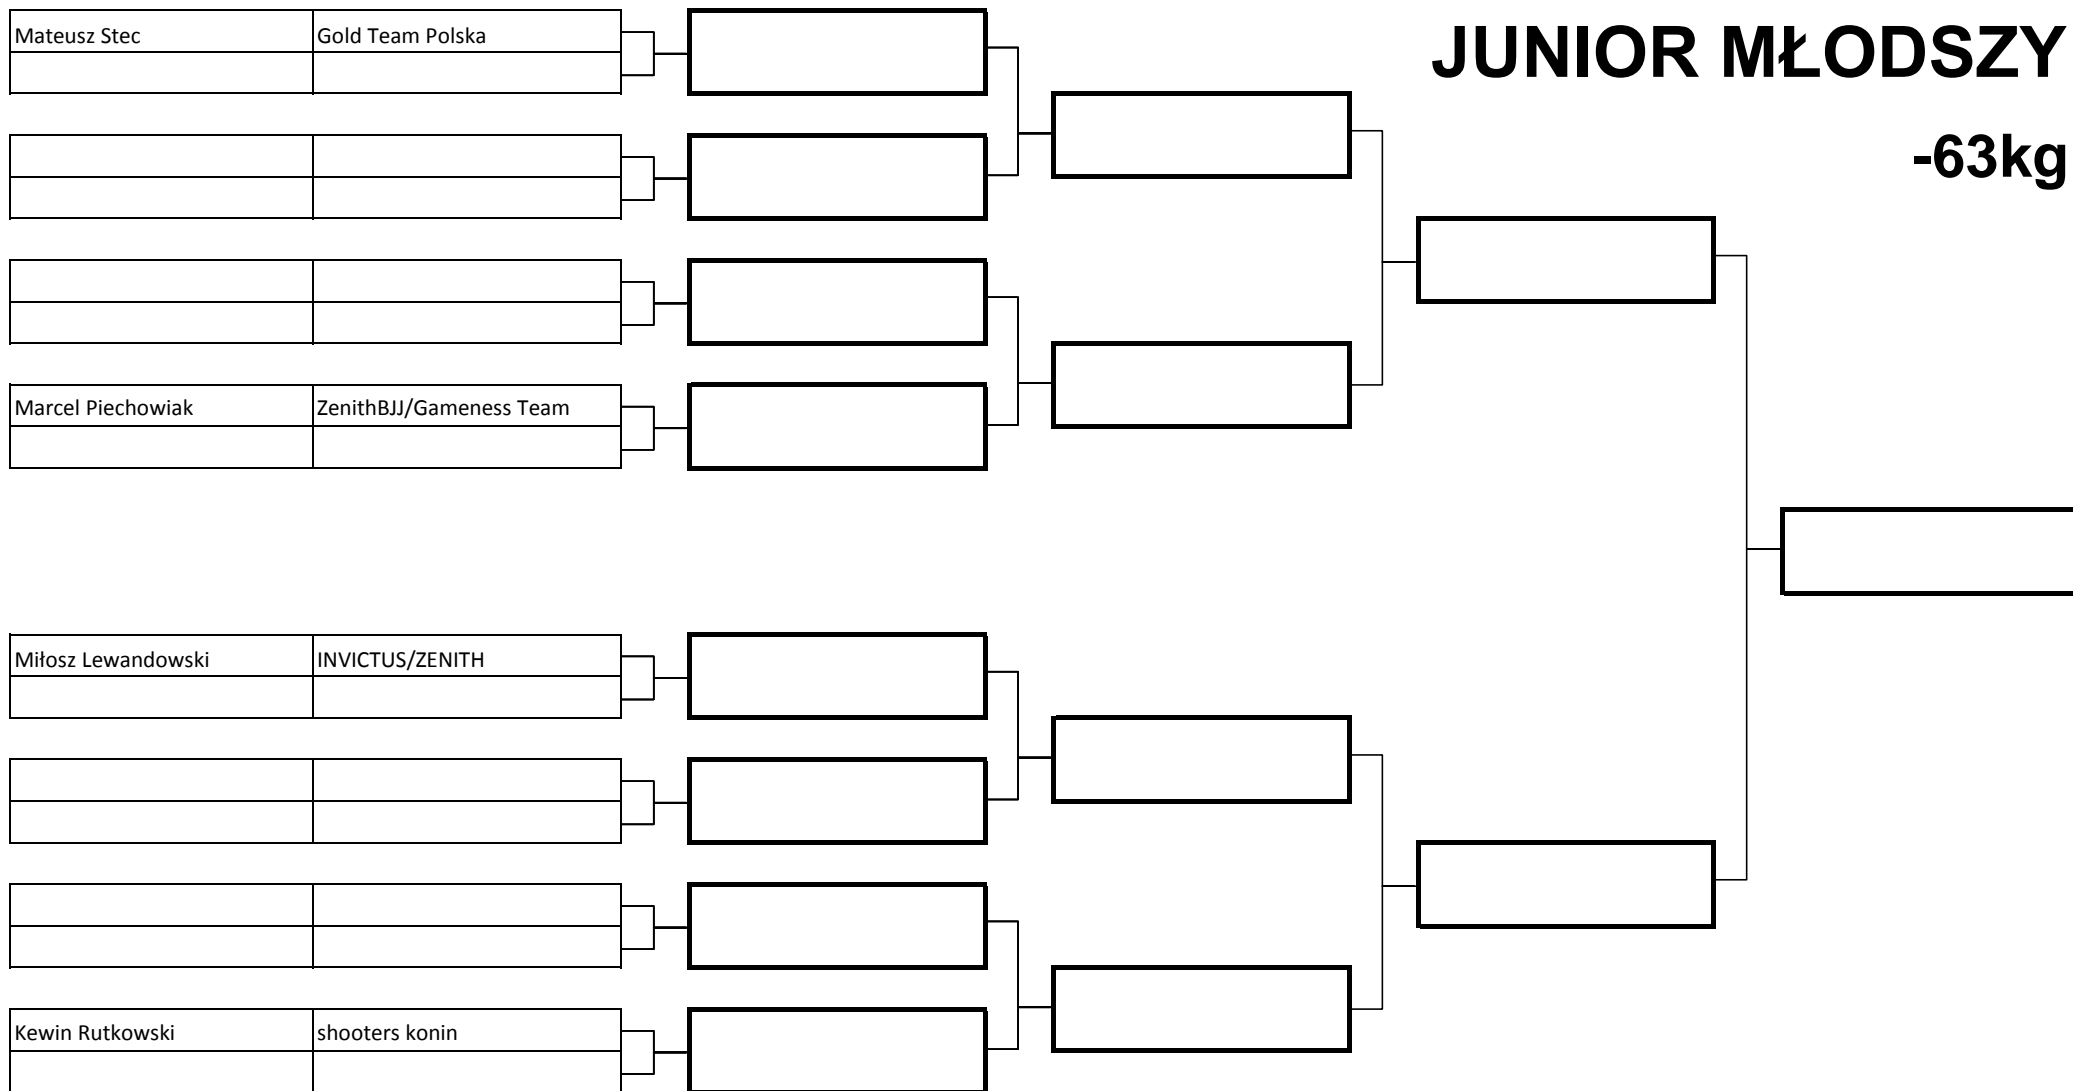 JUNIOR MŁODSZY
-63kg
Mateusz Stec Gold Team Polska
Marcel Piechowiak ZenithBJJ/Gameness Team
Miłosz Lewandowski INVICTUS/ZENITH
Kewin Rutkowski shooters konin